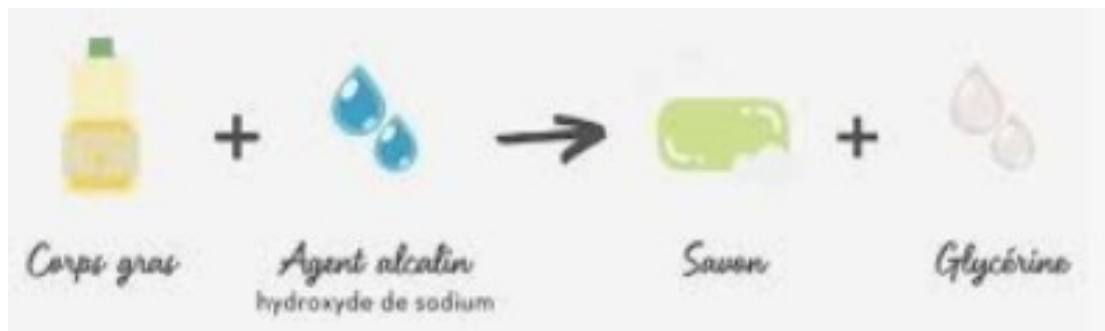 Corps gras
Agent alcalin
hydroxyde de sodium
Savon
Glycérine